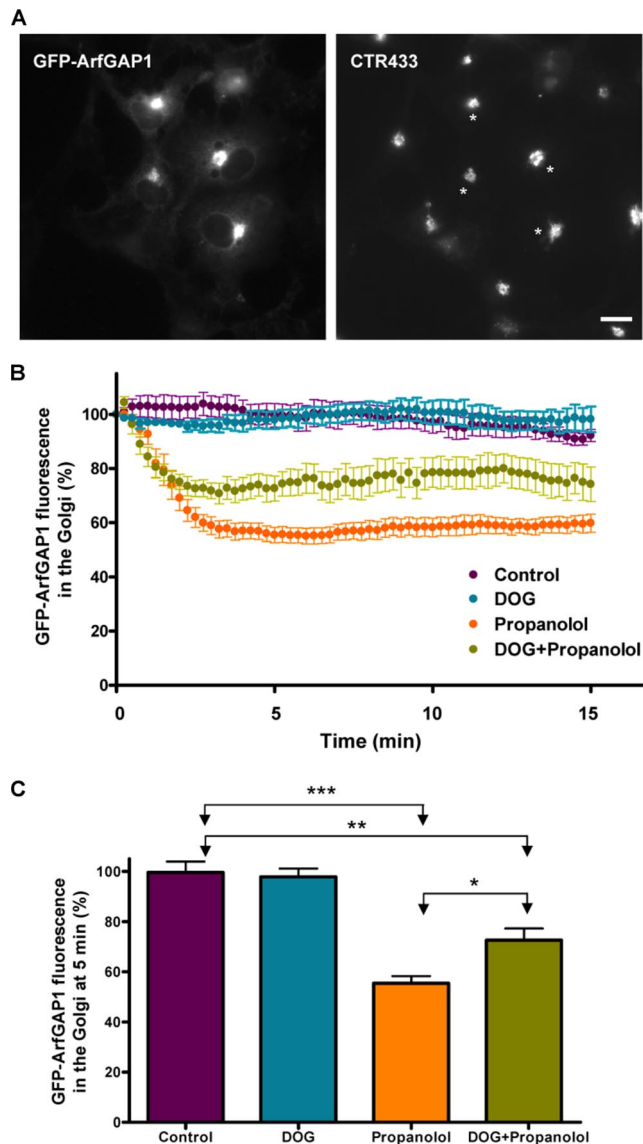 A
GFP-ArfGAP1
CTR433
*
*
*
*
B
GFP-ArfGAP1 fluorescence
in the Golgi (%)
100
80
60
40
20
0
0
5
10
15
Time (min)
Control
DOG
Propanolol
DOG+Propanolol
C
***
**
*
GFP-ArfGAP1 fluorescence
in the Golgi at 5 min (%)
100
80
60
40
20
0
Control
DOG
Propanolol
DOG+Propanolol